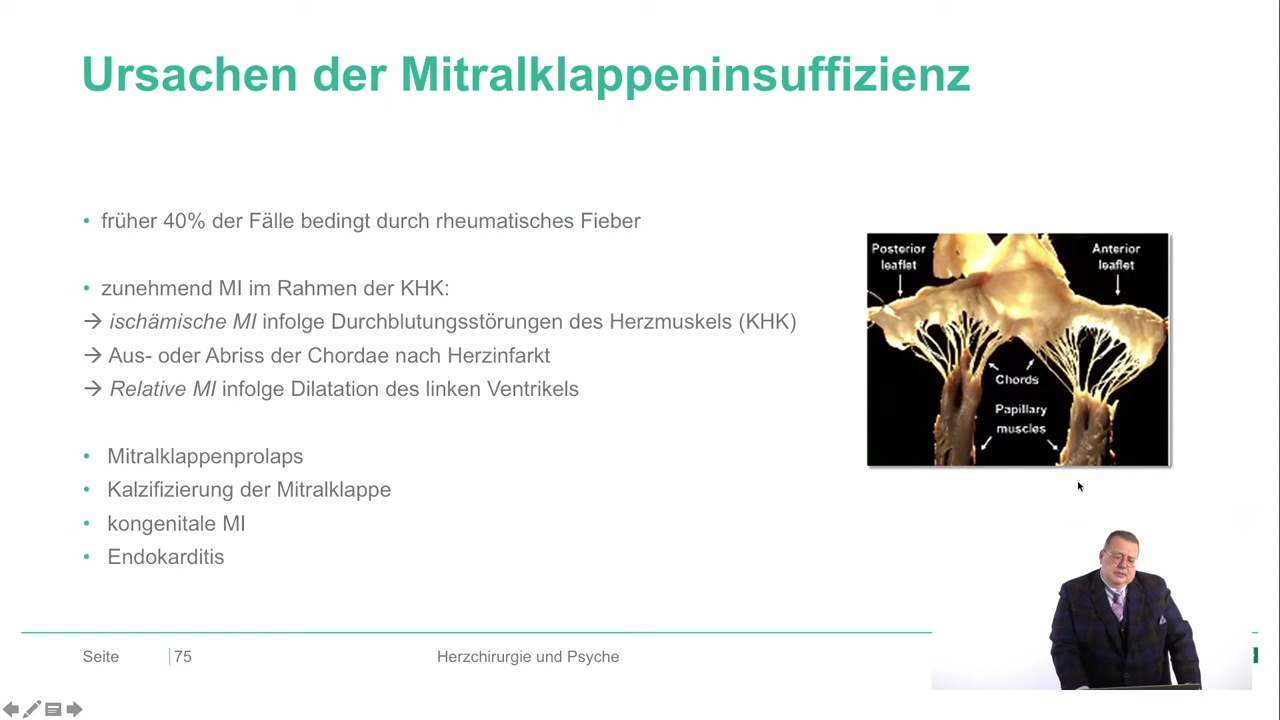 Ursachen der Mitralklappeninsuffizienz
• früher 40% der Fälle bedingt durch rheumatisches Fieber
• zunehmend MI im Rahmen der KHK:
→ ischämische MI infolge Durchblutungsstörungen des Herzmuskels (KHK)
→ Aus- oder Abriss der Chordae nach Herzinfarkt
→ Relative MI infolge Dilatation des linken Ventrikels
• Mitralklappenprolaps
• Kalzifizierung der Mitralklappe
• kongenitale MI
• Endokarditis
Posterior
leaflet
Anterior
leaflet
Chords
Papillary
muscles
Seite |75 Herzchirurgie und Psyche